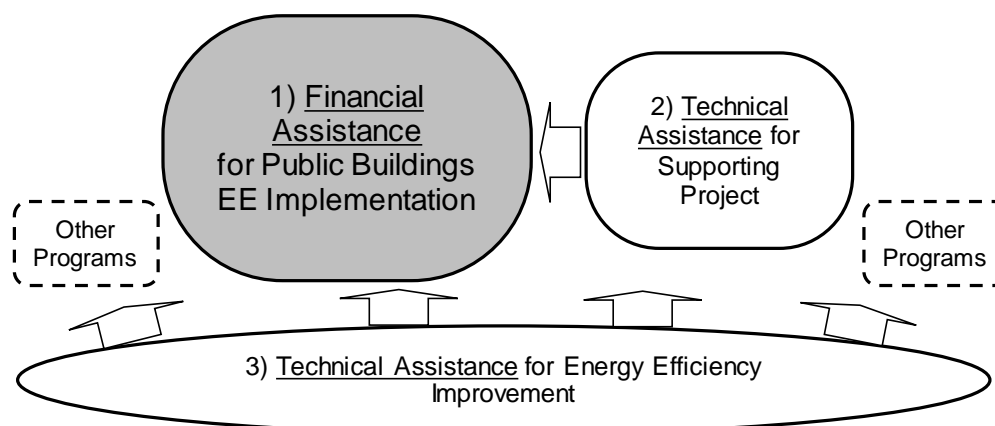 1) Financial
Assistance
for Public Buildings
EE Implementation
2) Technical
Assistance for
Supporting
Project
Other
Programs
Other
Programs
3) Technical Assistance for Energy Efficiency
Improvement